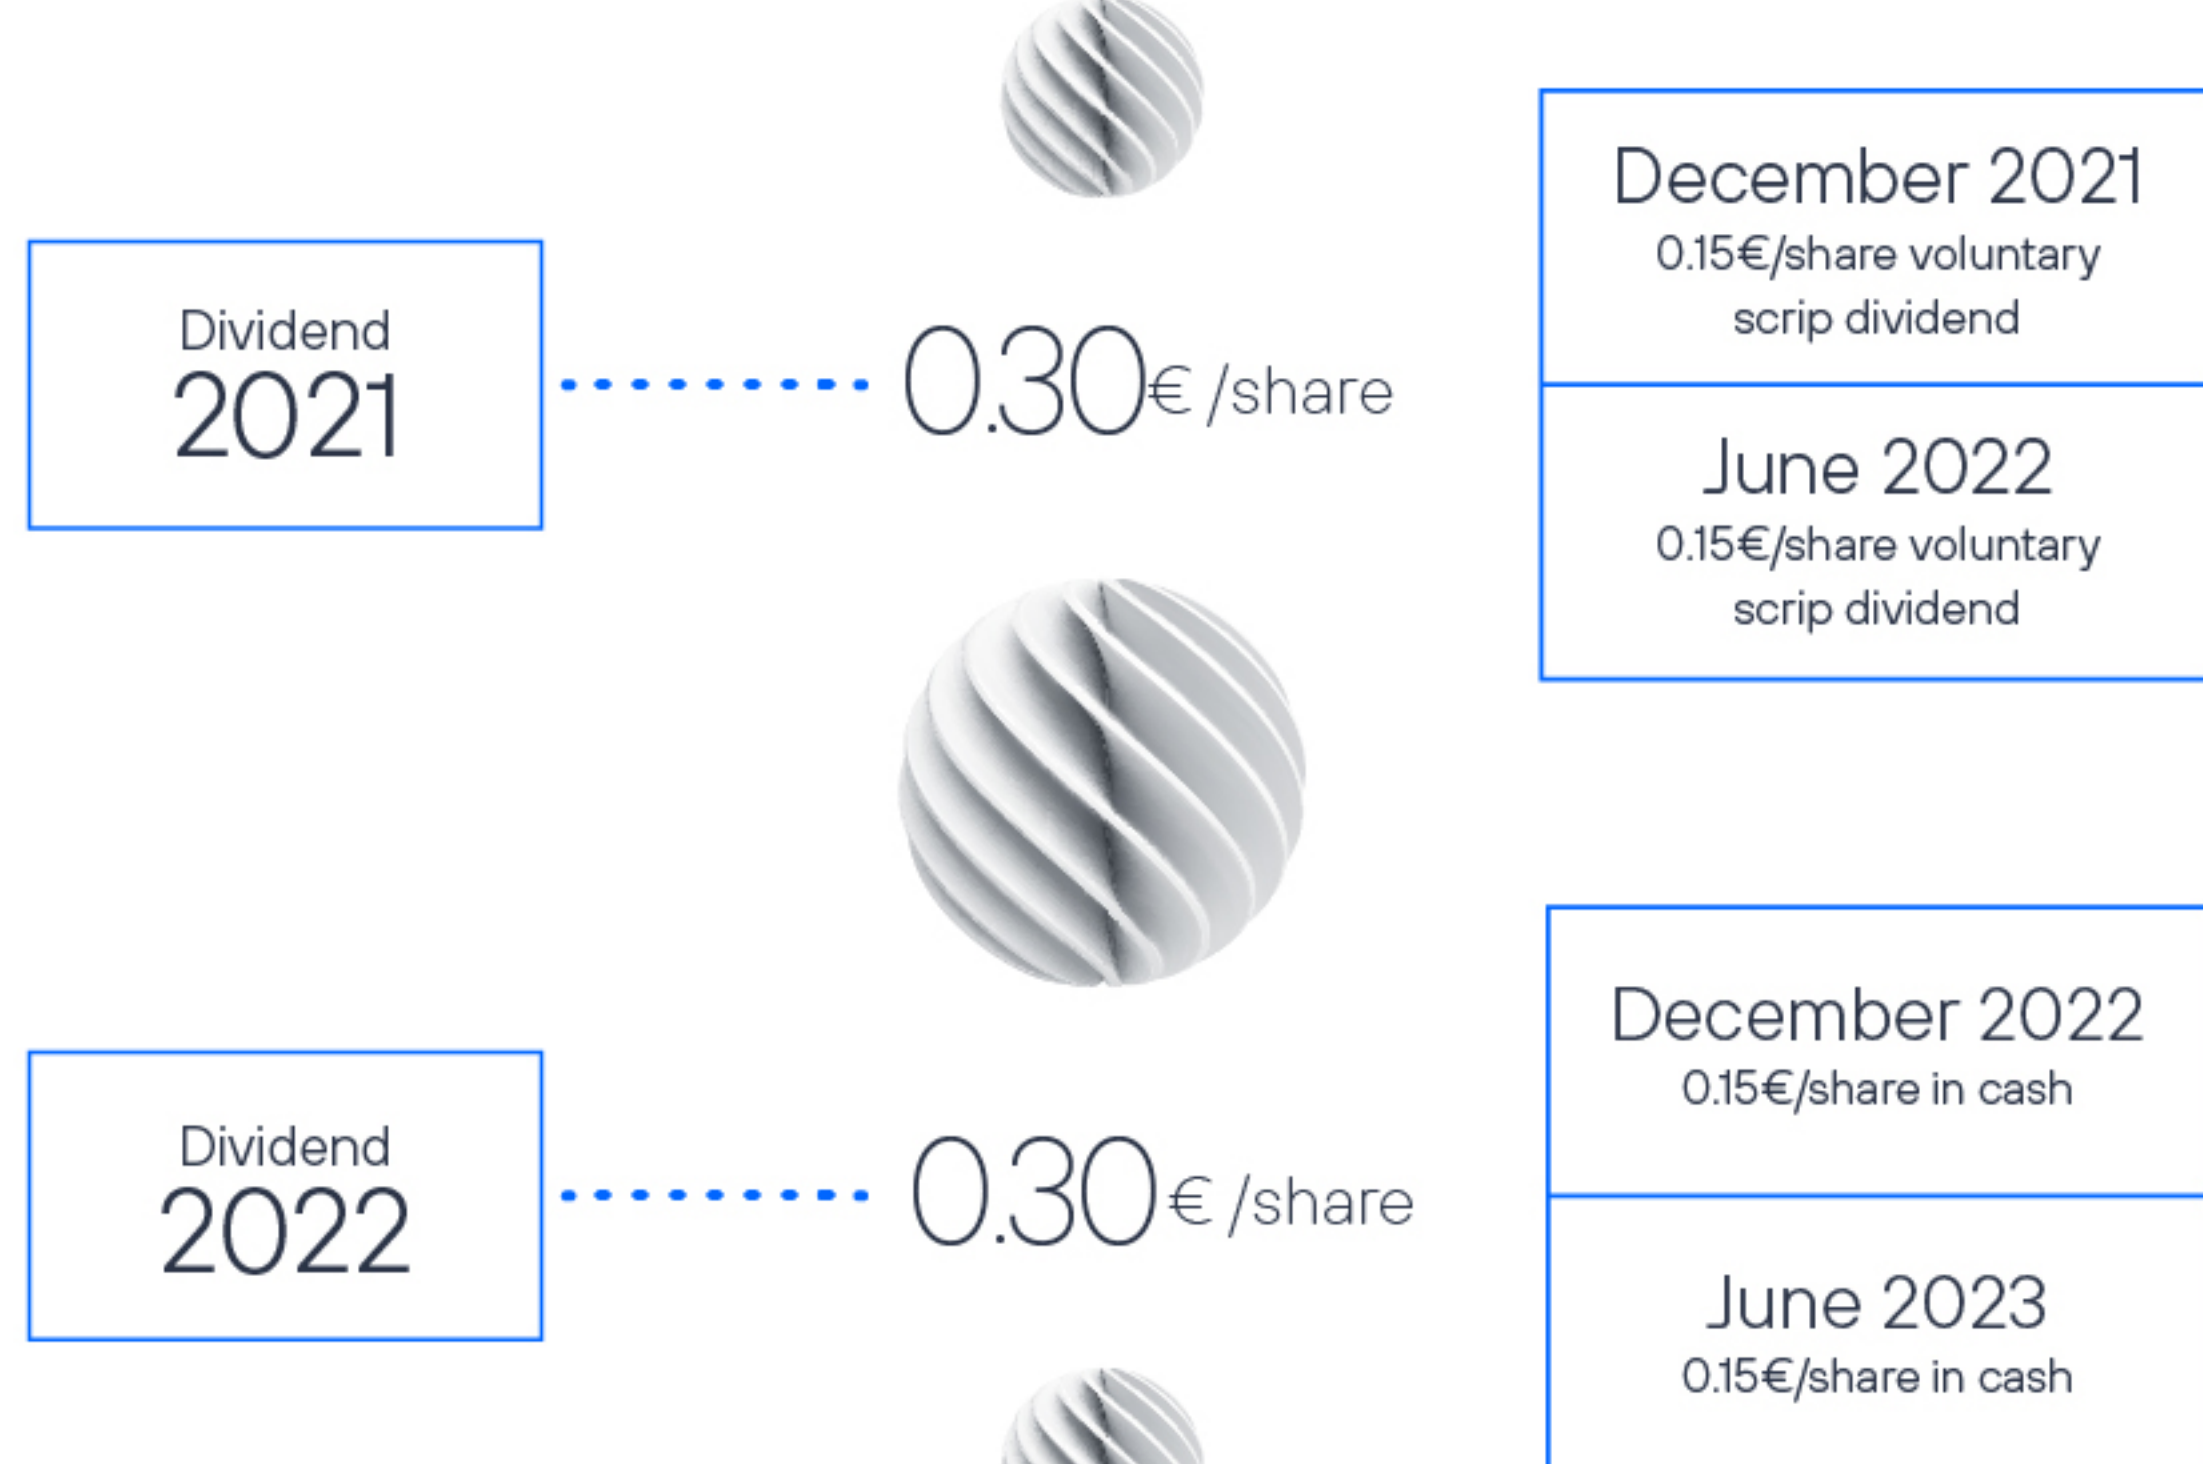 Dividend
2021
0.30€ /share
December 2021
0.15€/share voluntary
scrip dividend
June 2022
0.15€/share voluntary
scrip dividend
Dividend
2022
0.30€ /share
December 2022
0.15€/share in cash
June 2023
0.15€/share in cash